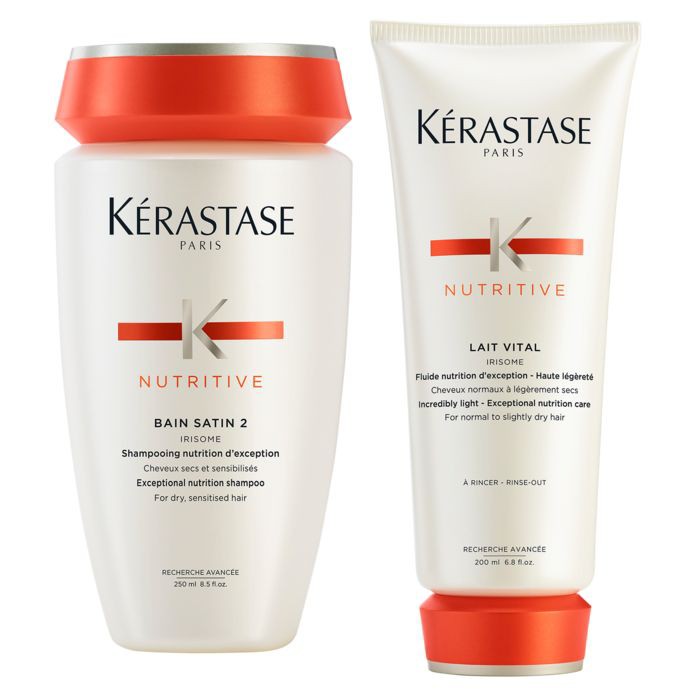 KÉRASTASE
PARIS
K
NUTRITIVE
BAIN SATIN 2
IRISOME
Shampooing nutrition d'exception
Cheveux secs et sensibilisés
Exceptional nutrition shampoo
For dry, sensitised hair
RECHERCHE AVANCÉE
250 ml 8.5 fl.oz.
KÉRASTASE
PARIS
K
NUTRITIVE
LAIT VITAL
IRISOME
Fluide nutrition d'exception - Haute légèreté
Cheveux normaux à légèrement secs
Incredibly light - Exceptional nutrition care
For normal to slightly dry hair
À RINCER - RINSE-OUT
RECHERCHE AVANCÉE
200 ml 6.8 fl.oz.